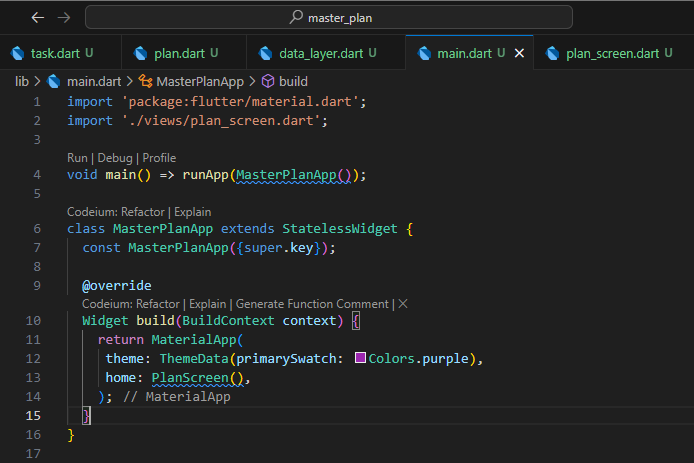 master_plan
task.dart U
plan.dart U
data_layer.dart U
main.dart U
plan_screen.dart U
lib > main.dart > MasterPlanApp > build
1 import 'package:flutter/material.dart';
2 import './views/plan_screen.dart';
3
Run | Debug | Profile
4 void main() => runApp(MasterPlanApp());
5
Codeium: Refactor | Explain
6 class MasterPlanApp extends StatelessWidget {
7 const MasterPlanApp({super.key});
8
9 @override
Codeium: Refactor | Explain | Generate Function Comment | ×
10 Widget build(BuildContext context) {
11 return MaterialApp(
12 theme: ThemeData(primarySwatch: Colors.purple),
13 home: PlanScreen(),
14 ); // MaterialApp
15 }
16 }
17